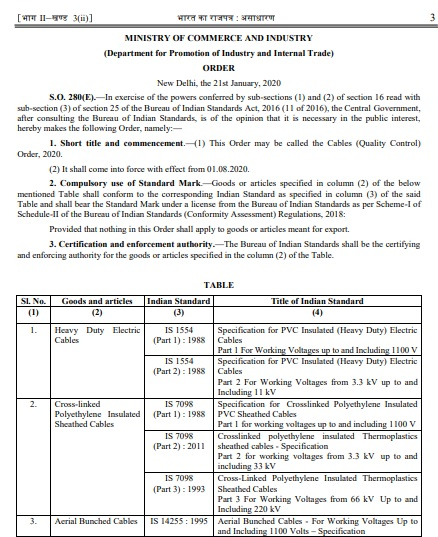 [ भाग II—खण्ड 3(ii)] भारत का राजपत्र : असाधारण 3
MINISTRY OF COMMERCE AND INDUSTRY
(Department for Promotion of Industry and Internal Trade)
ORDER
New Delhi, the 21st January, 2020
S.O. 280(E).—In exercise of the powers conferred by sub-sections (1) and (2) of section 16 read with
sub-section (3) of section 25 of the Bureau of Indian Standards Act, 2016 (11 of 2016), the Central Government,
after consulting the Bureau of Indian Standards, is of the opinion that it is necessary in the public interest,
hereby makes the following Order, namely:—
1. Short title and commencement.—(1) This Order may be called the Cables (Quality Control)
Order, 2020.
(2) It shall come into force with effect from 01.08.2020.
2. Compulsory use of Standard Mark.—Goods or articles specified in column (2) of the below
mentioned Table shall conform to the corresponding Indian Standard as specified in column (3) of the said
Table and shall bear the Standard Mark under a license from the Bureau of Indian Standards as per Scheme-I of
Schedule-II of the Bureau of Indian Standards (Conformity Assessment) Regulations, 2018:
Provided that nothing in this Order shall apply to goods or articles meant for export.
3. Certification and enforcement authority.—The Bureau of Indian Standards shall be the certifying
and enforcing authority for the goods or articles specified in the column (2) of the Table.
TABLE
Sl. No. Goods and articles Indian Standard Title of Indian Standard
(1) (2) (3) (4)
1. Heavy Duty Electric IS 1554 Specification for PVC Insulated (Heavy Duty) Electric
Cables (Part 1) : 1988 Cables
Part 1 For Working Voltages up to and Including 1100 V
IS 1554 Specification for PVC Insulated (Heavy Duty) Electric
(Part 2) : 1988 Cables
Part 2 For Working Voltages from 3.3 kV up to and
Including 11 kV
2. Cross-linked IS 7098 Specification for Crosslinked Polyethylene Insulated
Polyethylene Insulated (Part 1) : 1988 PVC Sheathed Cables
Sheathed Cables Part 1 for working voltages up to and including 1100 V
IS 7098 Crosslinked polyethylene insulated Thermoplastics
(Part 2) : 2011 sheathed cables - Specification
Part 2 for working voltages from 3.3 kV up to and
including 33 kV
IS 7098 Cross-Linked Polyethylene Insulated Thermoplastics
(Part 3) : 1993 Sheathed Cables
Part 3 For Working Voltages from 66 kV Up to and
Including 220 kV
3. Aerial Bunched Cables IS 14255 : 1995 Aerial Bunched Cables - For Working Voltages Up to
and Including 1100 Volts – Specification